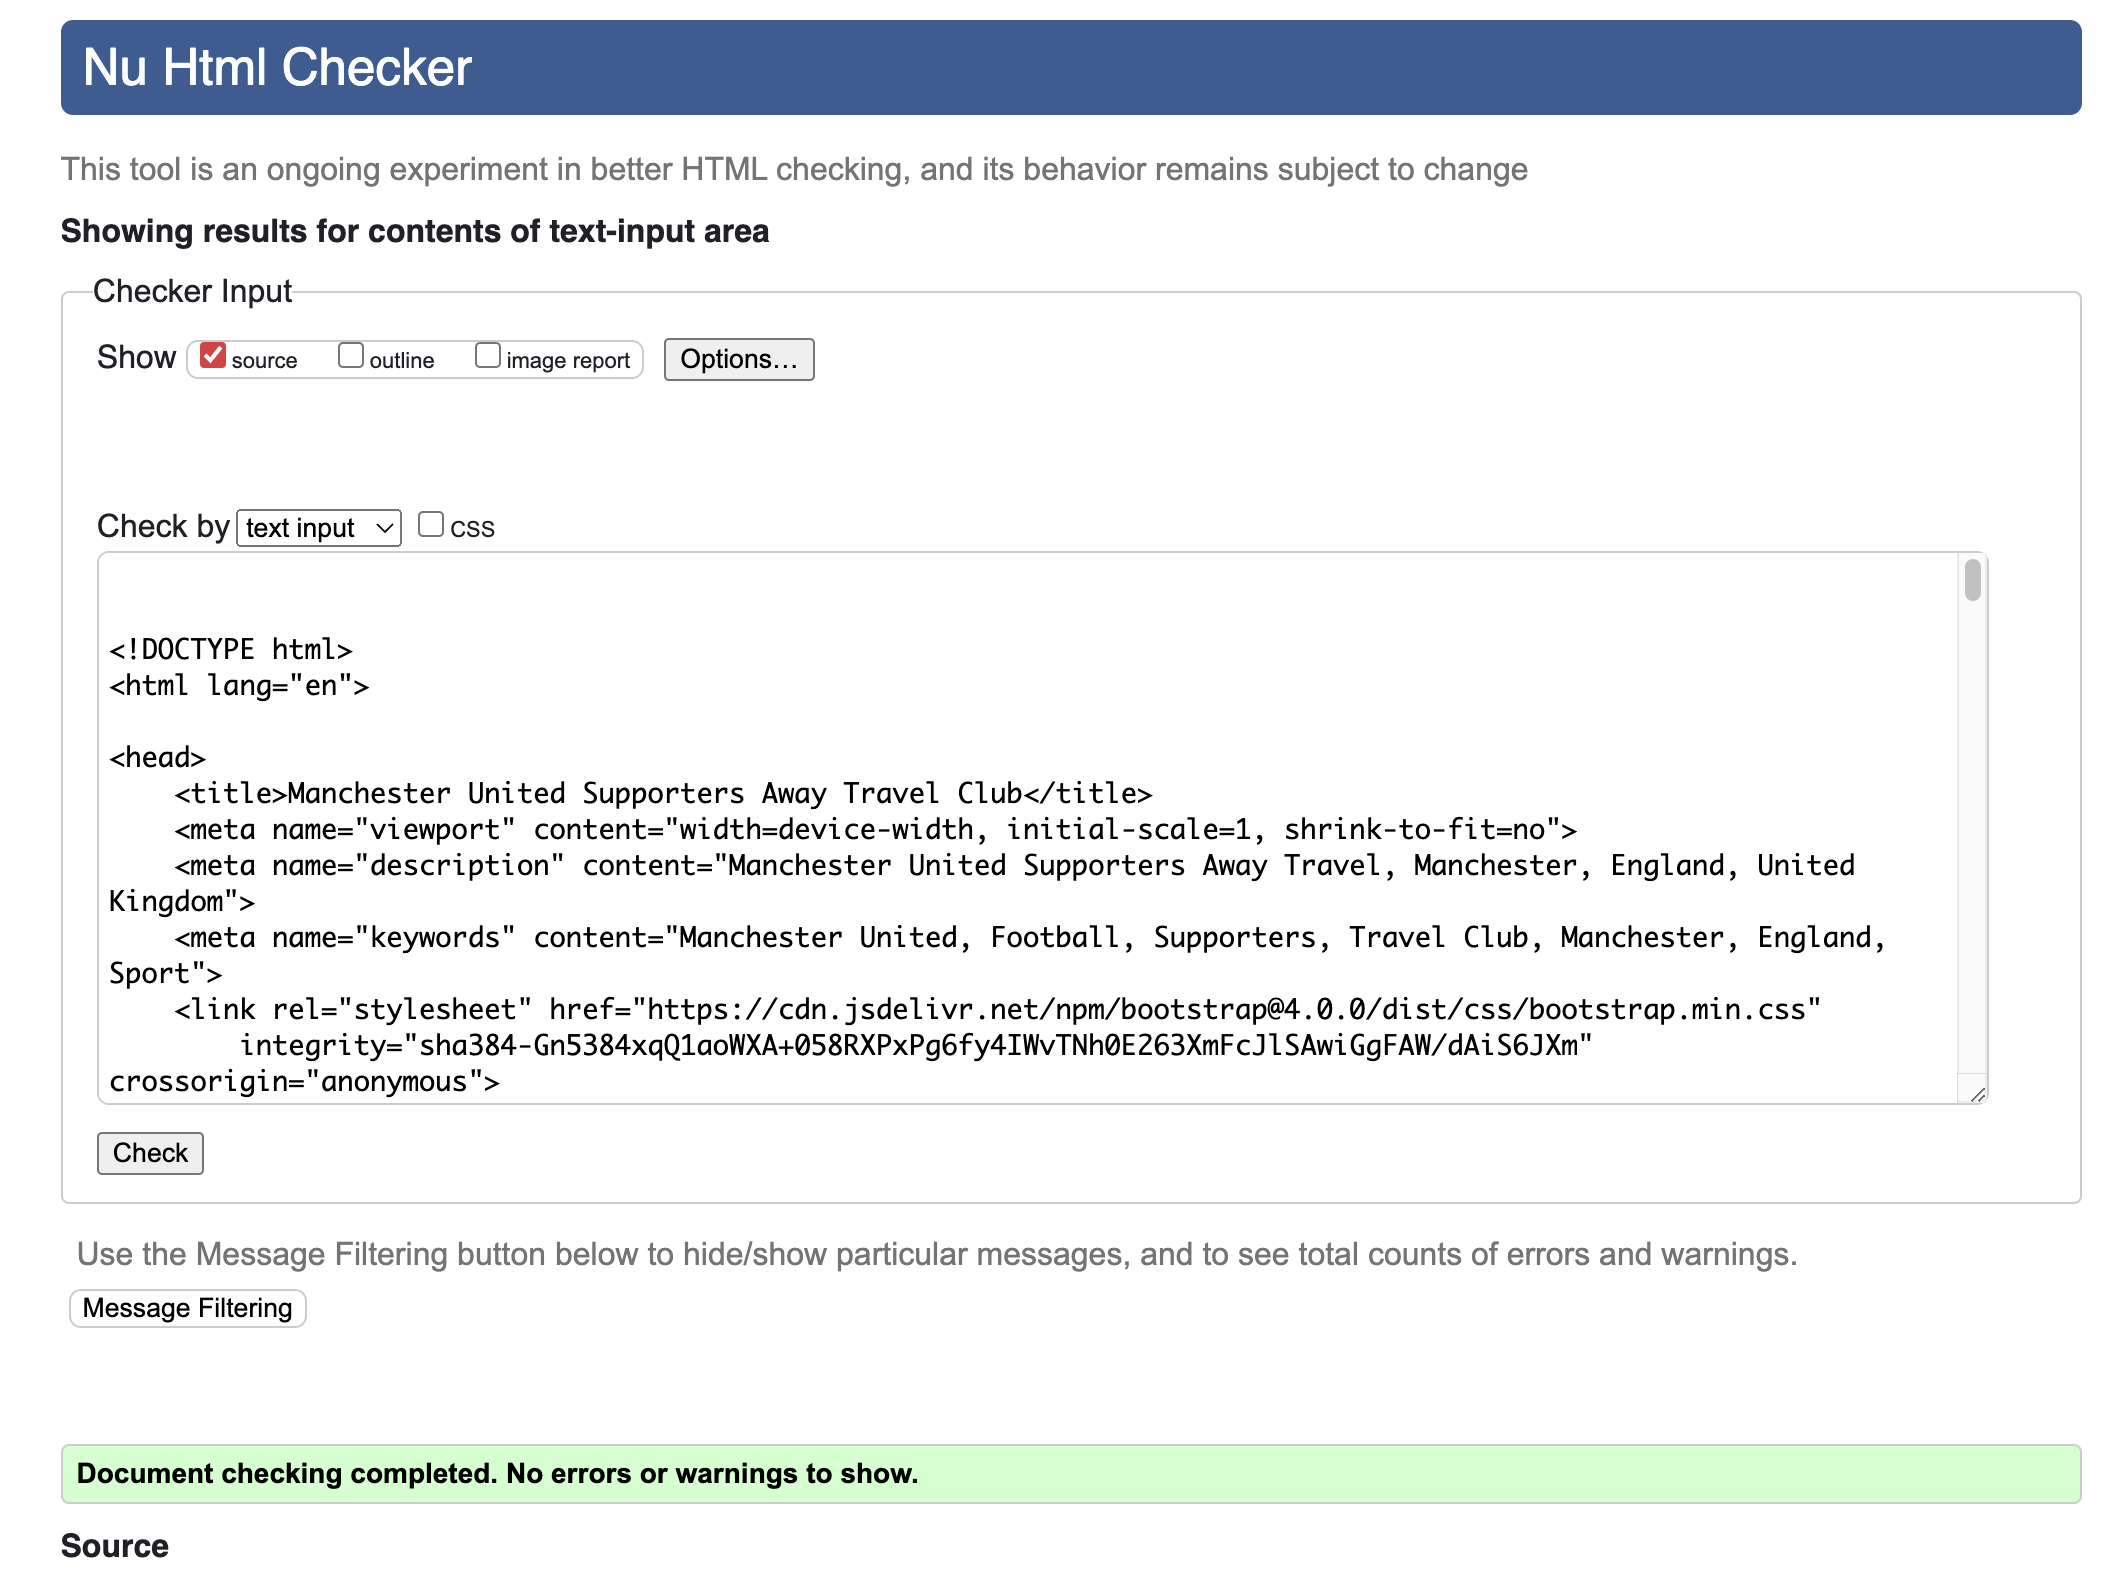 Nu Html Checker
This tool is an ongoing experiment in better HTML checking, and its behavior remains subject to change
Showing results for contents of text-input area
Checker Input
Show source outline image report Options...
Check by text input CSS
<!DOCTYPE html>
<html lang="en">
<head>
    <title>Manchester United Supporters Away Travel Club</title>
    <meta name="viewport" content="width=device-width, initial-scale=1, shrink-to-fit=no">
    <meta name="description" content="Manchester United Supporters Away Travel, Manchester, England, United
Kingdom">
    <meta name="keywords" content="Manchester United, Football, Supporters, Travel Club, Manchester, England,
Sport">
    <link rel="stylesheet" href="https://cdn.jsdelivr.net/npm/bootstrap@4.0.0/dist/css/bootstrap.min.css"
        integrity="sha384-Gn5384xqQ1aoWXA+058RXPxPg6fy4IWvTNh0E263XmFcJlSAwiGgFAW/dAiS6JXm"
crossorigin="anonymous">
Check
Use the Message Filtering button below to hide/show particular messages, and to see total counts of errors and warnings.
Message Filtering
Document checking completed. No errors or warnings to show.
Source